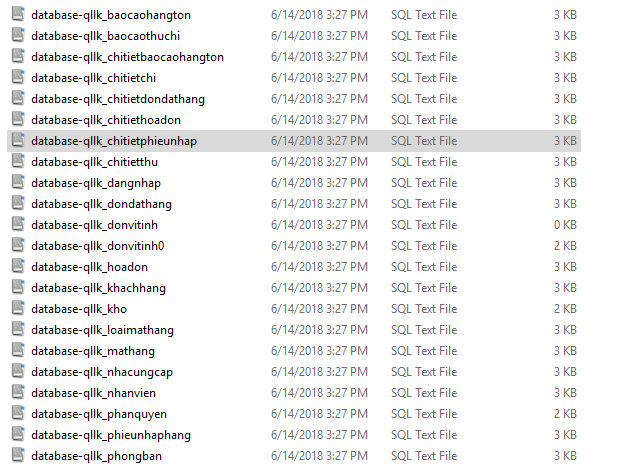 database-qllk_baocaohangton 6/14/2018 3:27 PM SQL Text File 3 KB
database-qllk_baocaothuchi 6/14/2018 3:27 PM SQL Text File 3 KB
database-qllk_chitietbaocaohangton 6/14/2018 3:27 PM SQL Text File 3 KB
database-qllk_chitietchi 6/14/2018 3:27 PM SQL Text File 3 KB
database-qllk_chitietdondathang 6/14/2018 3:27 PM SQL Text File 3 KB
database-qllk_chitiethoadon 6/14/2018 3:27 PM SQL Text File 3 KB
database-qllk_chitietphieunhap 6/14/2018 3:27 PM SQL Text File 3 KB
database-qllk_chitietthu 6/14/2018 3:27 PM SQL Text File 3 KB
database-qllk_dangnhap 6/14/2018 3:27 PM SQL Text File 3 KB
database-qllk_dondathang 6/14/2018 3:27 PM SQL Text File 3 KB
database-qllk_donvitinh 6/14/2018 3:27 PM SQL Text File 0 KB
database-qllk_donvitinh0 6/14/2018 3:27 PM SQL Text File 2 KB
database-qllk_hoadon 6/14/2018 3:27 PM SQL Text File 3 KB
database-qllk_khachhang 6/14/2018 3:27 PM SQL Text File 3 KB
database-qllk_kho 6/14/2018 3:27 PM SQL Text File 2 KB
database-qllk_loaimathang 6/14/2018 3:27 PM SQL Text File 3 KB
database-qllk_mathang 6/14/2018 3:27 PM SQL Text File 3 KB
database-qllk_nhacungcap 6/14/2018 3:27 PM SQL Text File 3 KB
database-qllk_nhanvien 6/14/2018 3:27 PM SQL Text File 3 KB
database-qllk_phanquyen 6/14/2018 3:27 PM SQL Text File 2 KB
database-qllk_phieunhaphang 6/14/2018 3:27 PM SQL Text File 3 KB
database-qllk_phongban 6/14/2018 3:27 PM SQL Text File 3 KB